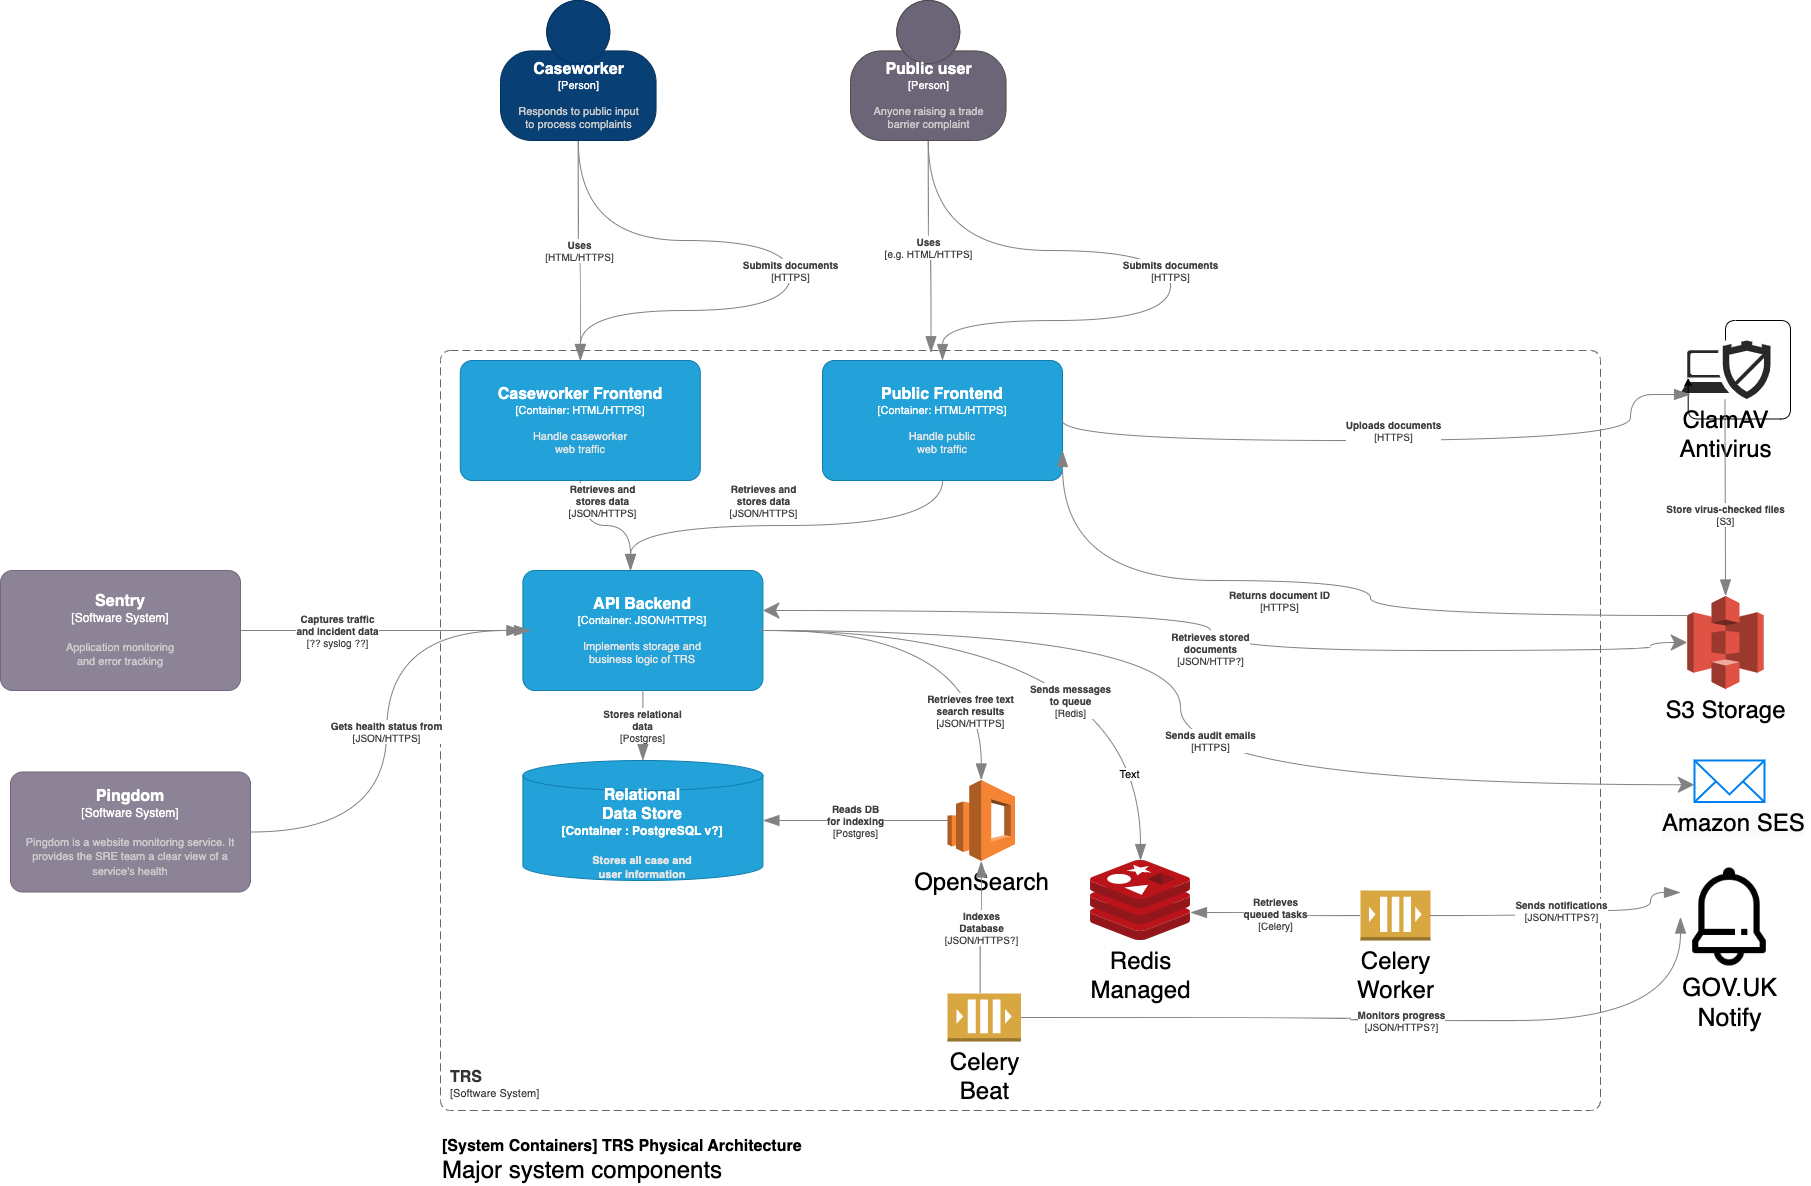 Caseworker
[Person]
Responds to public input
to process complaints
Public user
[Person]
Anyone raising a trade
barrier complaint
Uses
[HTML/HTTPS]
Submits documents
[HTTPS]
Uses
[e.g. HTML/HTTPS]
Submits documents
[HTTPS]
Caseworker Frontend
[Container: HTML/HTTPS]
Handle caseworker
web traffic
Public Frontend
[Container: HTML/HTTPS]
Handle public
web traffic
Uploads documents
[HTTPS]
ClamAV
Antivirus
Retrieves and
stores data
[JSON/HTTPS]
Retrieves and
stores data
[JSON/HTTPS]
Store virus-checked files
[S3]
Sentry
[Software System]
Application monitoring
and error tracking
Captures traffic
and incident data
[?? syslog ??]
API Backend
[Container: JSON/HTTPS]
Implements storage and
business logic of TRS
Returns document ID
[HTTPS]
Retrieves stored
documents
[JSON/HTTP?]
S3 Storage
Gets health status from
[JSON/HTTPS]
Stores relational
data
[Postgres]
Retrieves free text
search results
[JSON/HTTPS]
Sends messages
to queue
[Redis]
Sends audit emails
[HTTPS]
Text
Amazon SES
Pingdom
[Software System]
Pingdom is a website monitoring service. It
provides the SRE team a clear view of a
service's health
Relational
Data Store
[Container : PostgreSQL v?]
Stores all case and
user information
Reads DB
for indexing
[Postgres]
OpenSearch
Indexes
Database
[JSON/HTTPS?]
Redis
Managed
Retrieves
queued tasks
[Celery]
Celery
Worker
Sends notifications
[JSON/HTTPS?]
GOV.UK
Notify
Celery
Beat
Monitors progress
[JSON/HTTPS?]
TRS
[Software System]
[System Containers] TRS Physical Architecture
Major system components